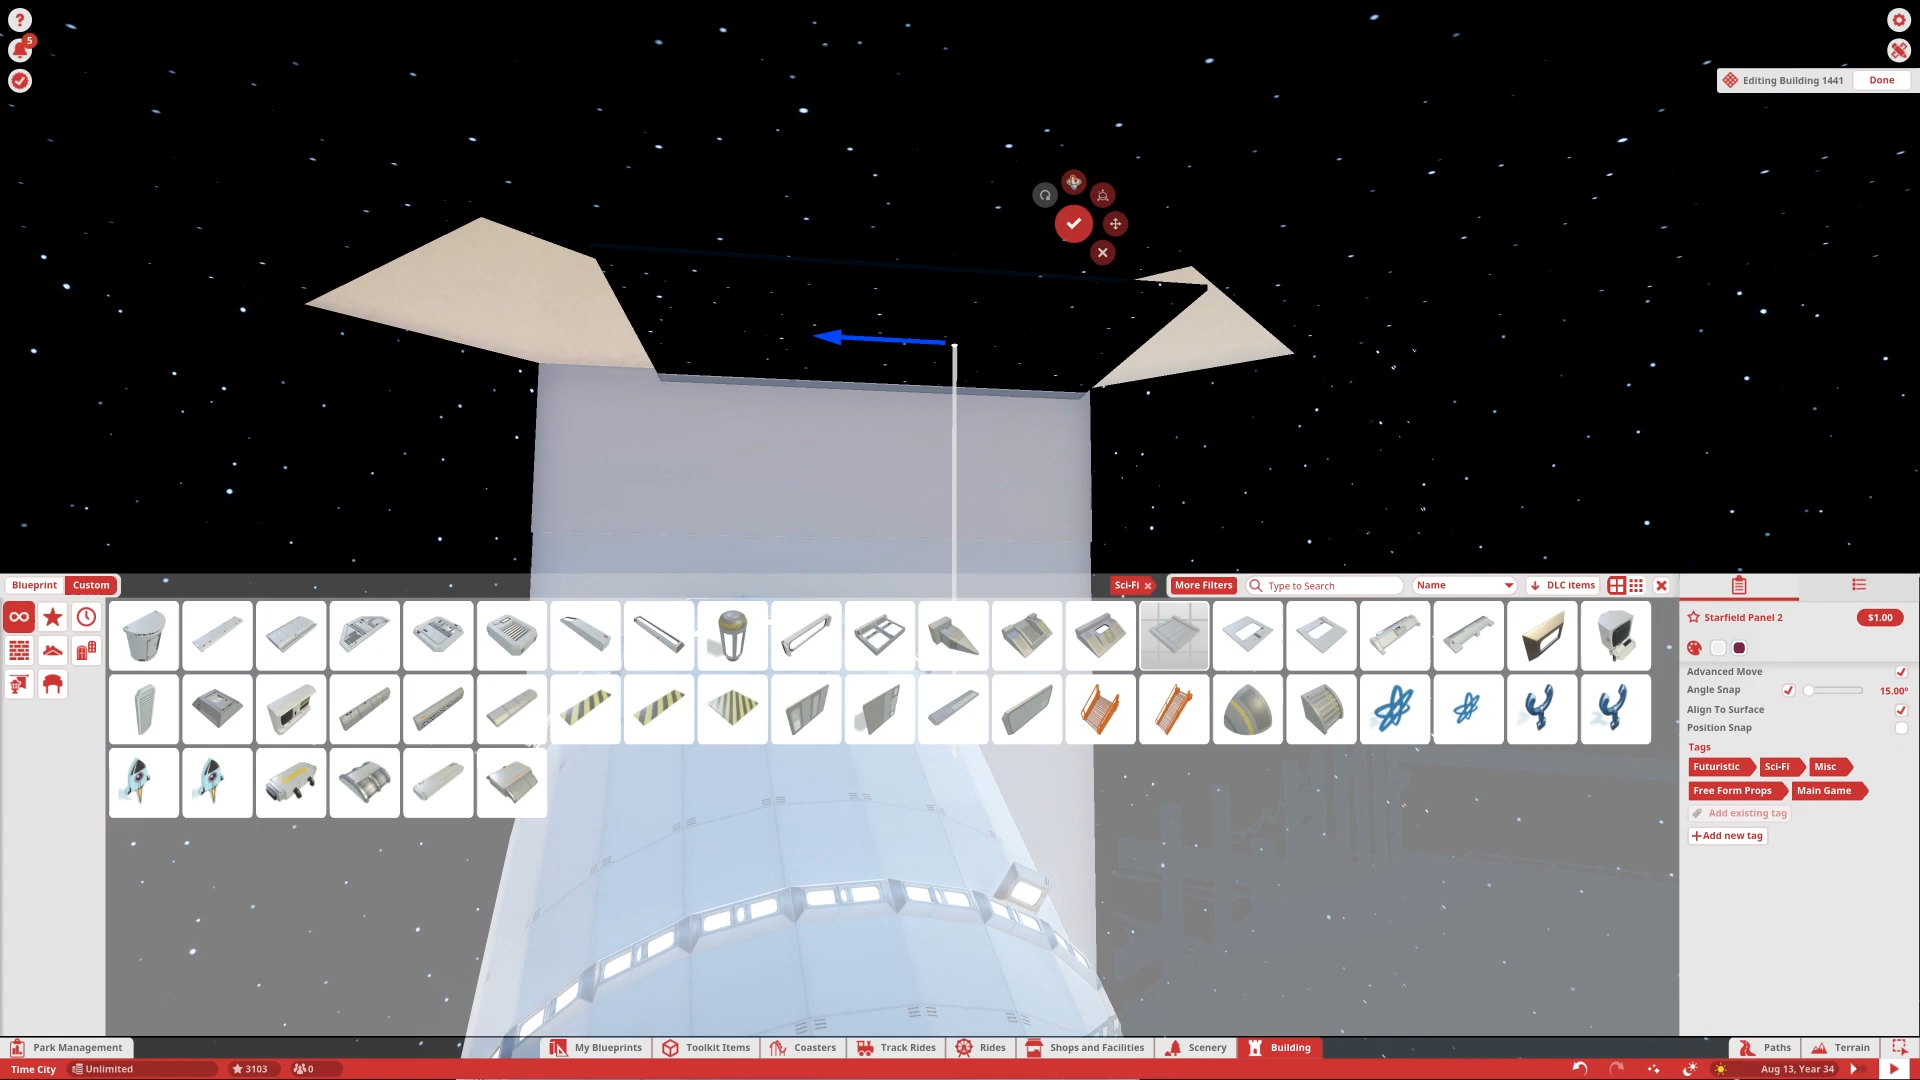 ?
5
Editing Building 1441 Done
Blueprint Custom Sci-Fi × More Filters Type to Search Name DLC items
Starfield Panel 2 $1.00
Advanced Move
Angle Snap 15.00°
Align To Surface
Position Snap
Tags
Futuristic Sci-Fi Misc
Free Form Props Main Game
Add existing tag
+Add new tag
Park Management My Blueprints Toolkit Items Coasters Track Rides Rides Shops and Facilities Scenery Building Paths Terrain
Time City Unlimited 3103 0 Aug 13, Year 34